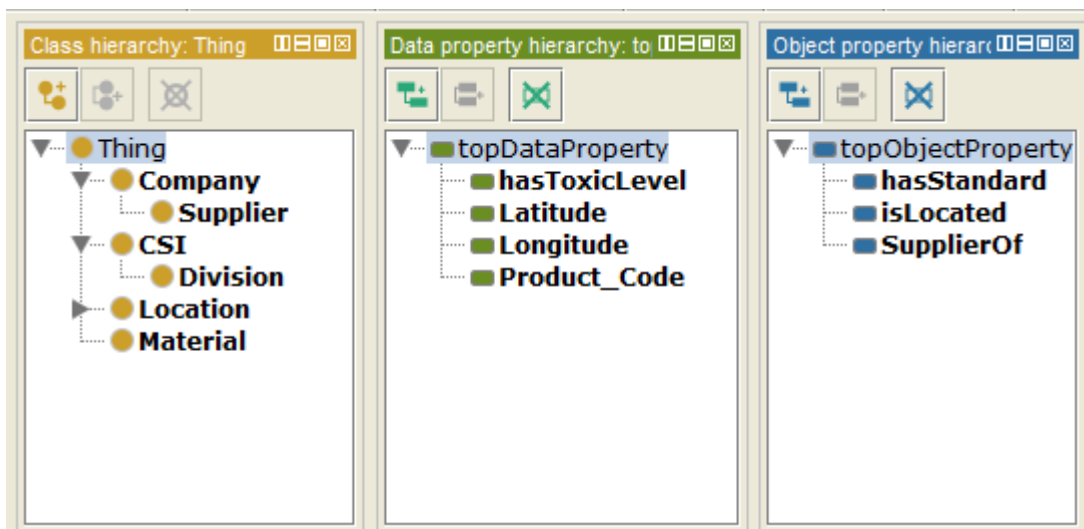 Class hierarchy: Thing
Thing
Company
Supplier
CSI
Division
Location
Material
Data property hierarchy: to
topDataProperty
hasToxicLevel
Latitude
Longitude
Product_Code
Object property hierarc
topObjectProperty
hasStandard
isLocated
SupplierOf